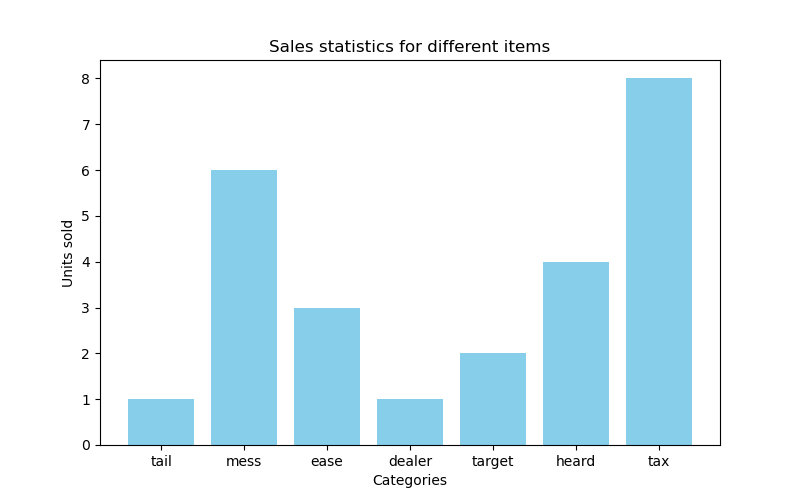 Sales statistics for different items
Units sold
8
7
6
5
4
3
2
1
0
tail mess ease dealer target heard tax
Categories